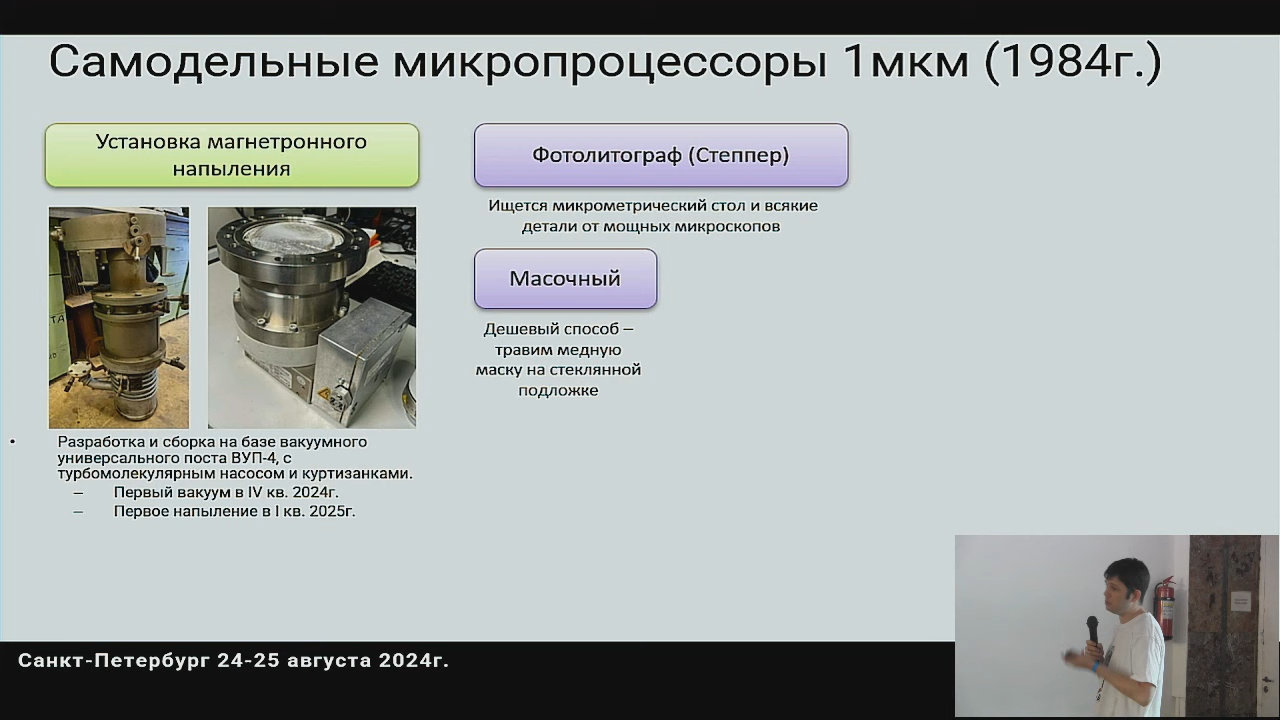 Самодельные микропроцессоры 1мкм (1984г.)
Установка магнетронного
напыления
• Разработка и сборка на базе вакуумного
универсального поста ВУП-4, с
турбомолекулярным насосом и куртизанками.
– Первый вакуум в IV кв. 2024г.
– Первое напыление в I кв. 2025г.
Фотолитограф (Степпер)
Ищется микрометрический стол и всякие
детали от мощных микроскопов
Масочный
Дешевый способ –
травим медную
маску на стеклянной
подложке
Санкт-Петербург 24-25 августа 2024г.